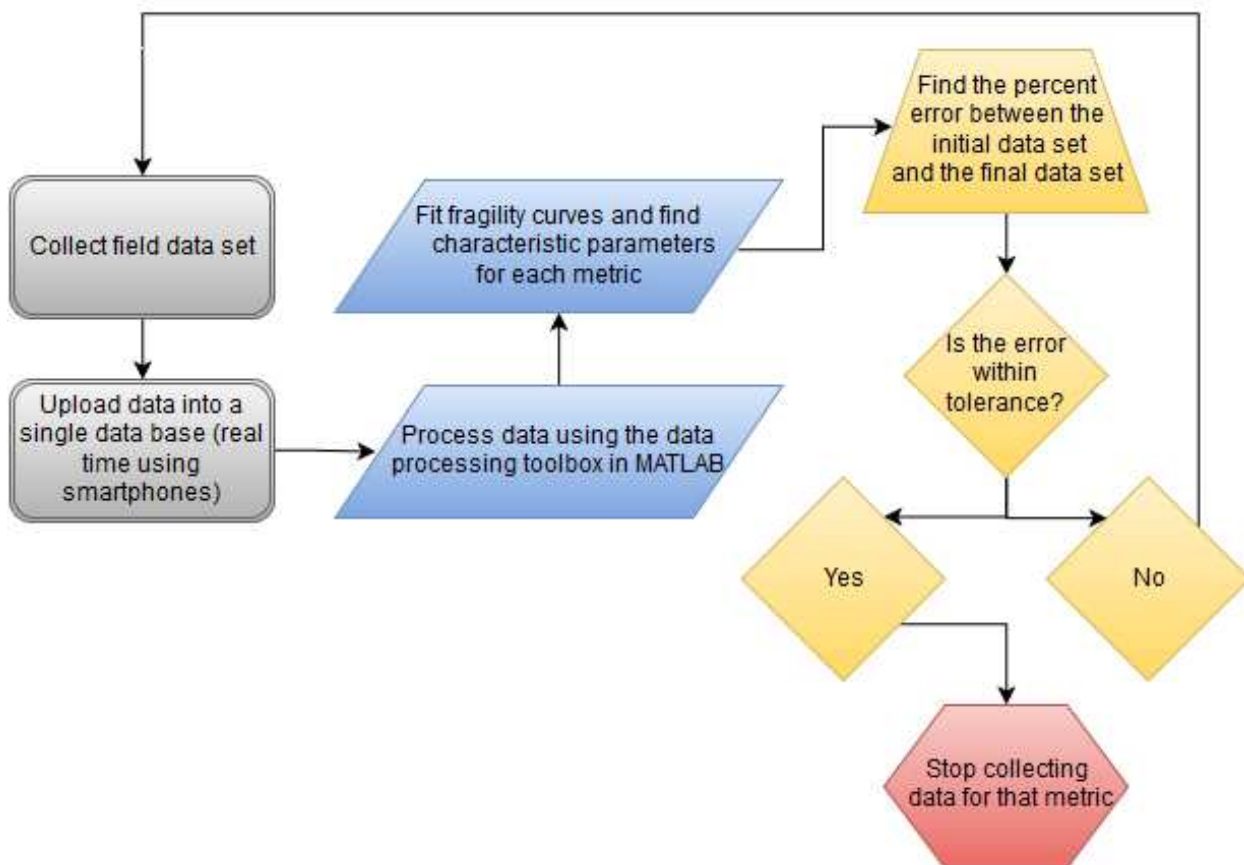 Collect field data set
Upload data into a
single data base (real
time using
smartphones)
Process data using the data
processing toolbox in MATLAB
Fit fragility curves and find
characteristic parameters
for each metric
Find the percent
error between the
initial data set
and the final data set
Is the error
within
tolerance?
Yes
No
Stop collecting
data for that metric